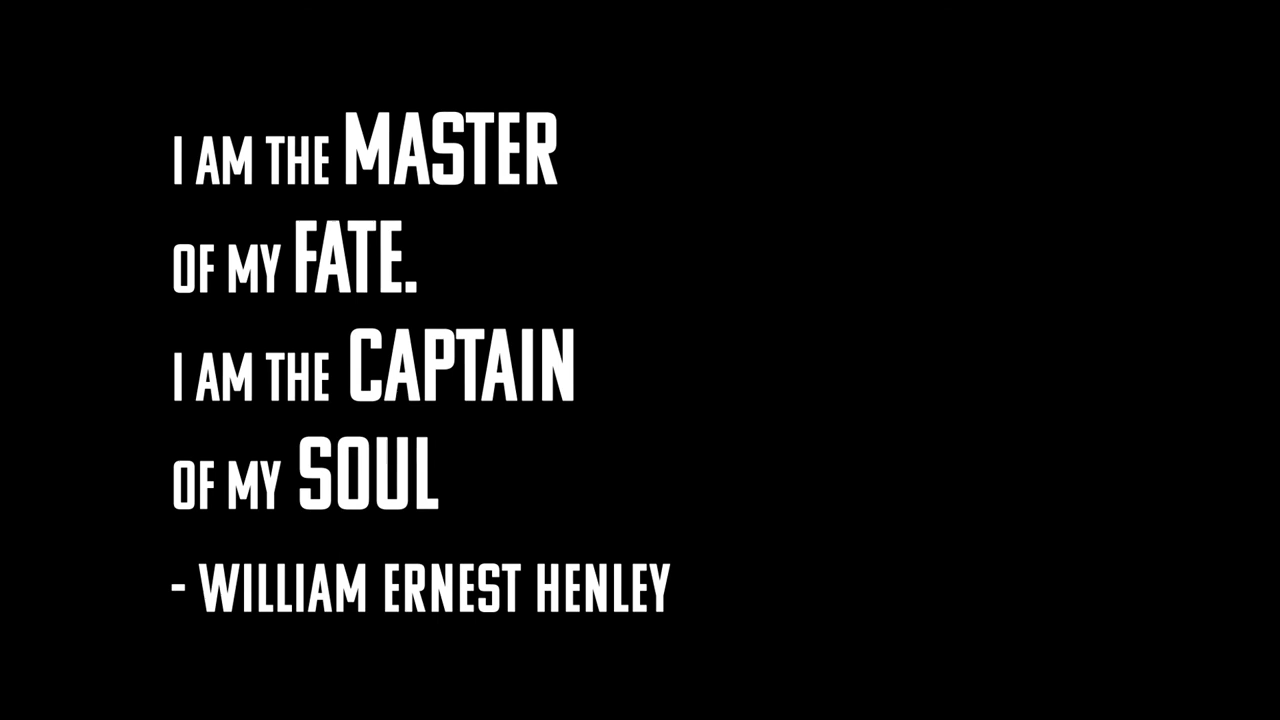 I AM THE MASTER
OF MY FATE.
I AM THE CAPTAIN
OF MY SOUL
- WILLIAM ERNEST HENLEY